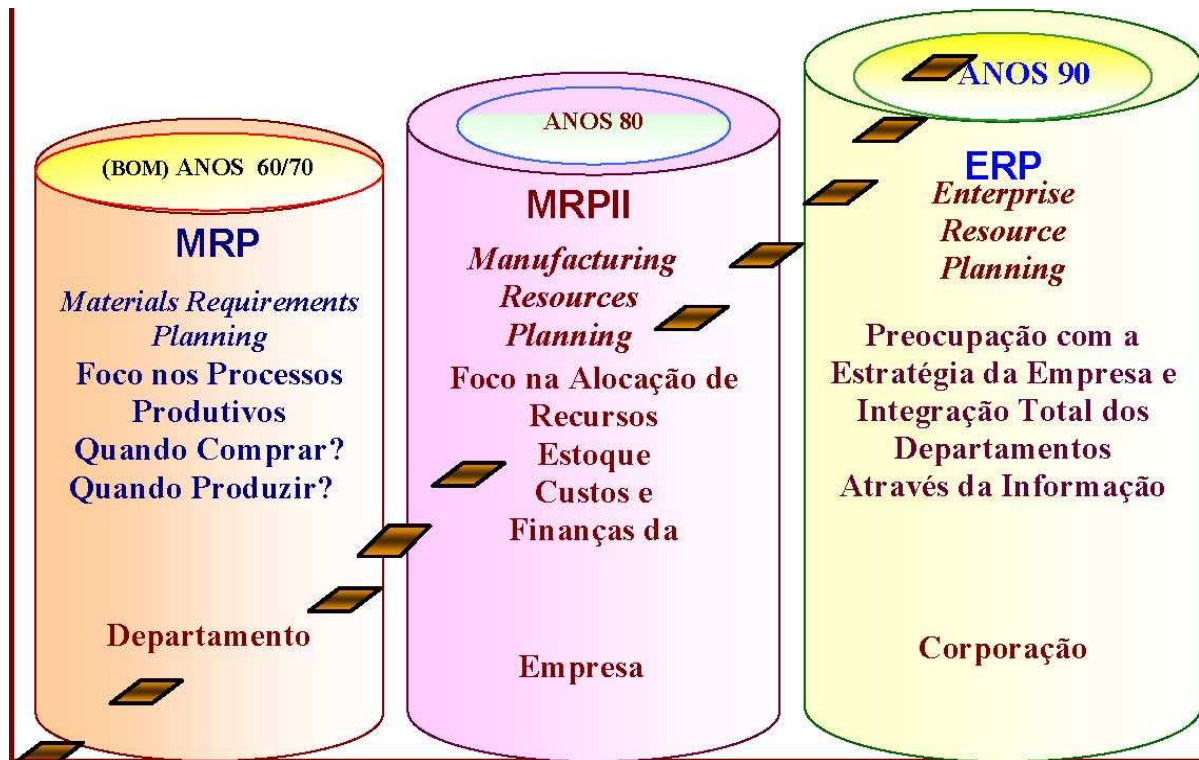 (BOM) ANOS 60/70
MRP
Materials Requirements
Planning
Foco nos Processos
Produtivos
Quando Comprar?
Quando Produzir?
Departamento
ANOS 80
MRPII
Manufacturing
Resources
Planning
Foco na Alocação de
Recursos
Estoque
Custos e
Finanças da
Empresa
ANOS 90
ERP
Enterprise
Resource
Planning
Preocupação com a
Estratégia da Empresa e
Integração Total dos
Departamentos
Através da Informação
Corporação